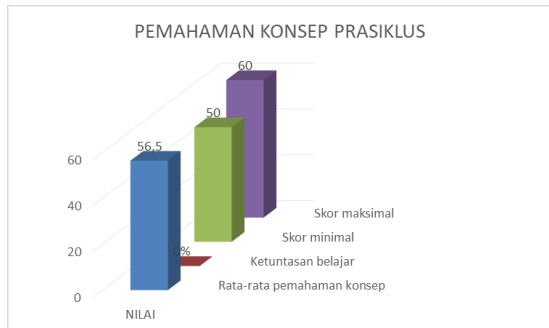 PEMAHAMAN KONSEP PRASIKLUS
60
50
56,5
0%
60
40
20
0
Skor maksimal
Skor minimal
Ketuntasan belajar
Rata-rata pemahaman konsep
NILAI